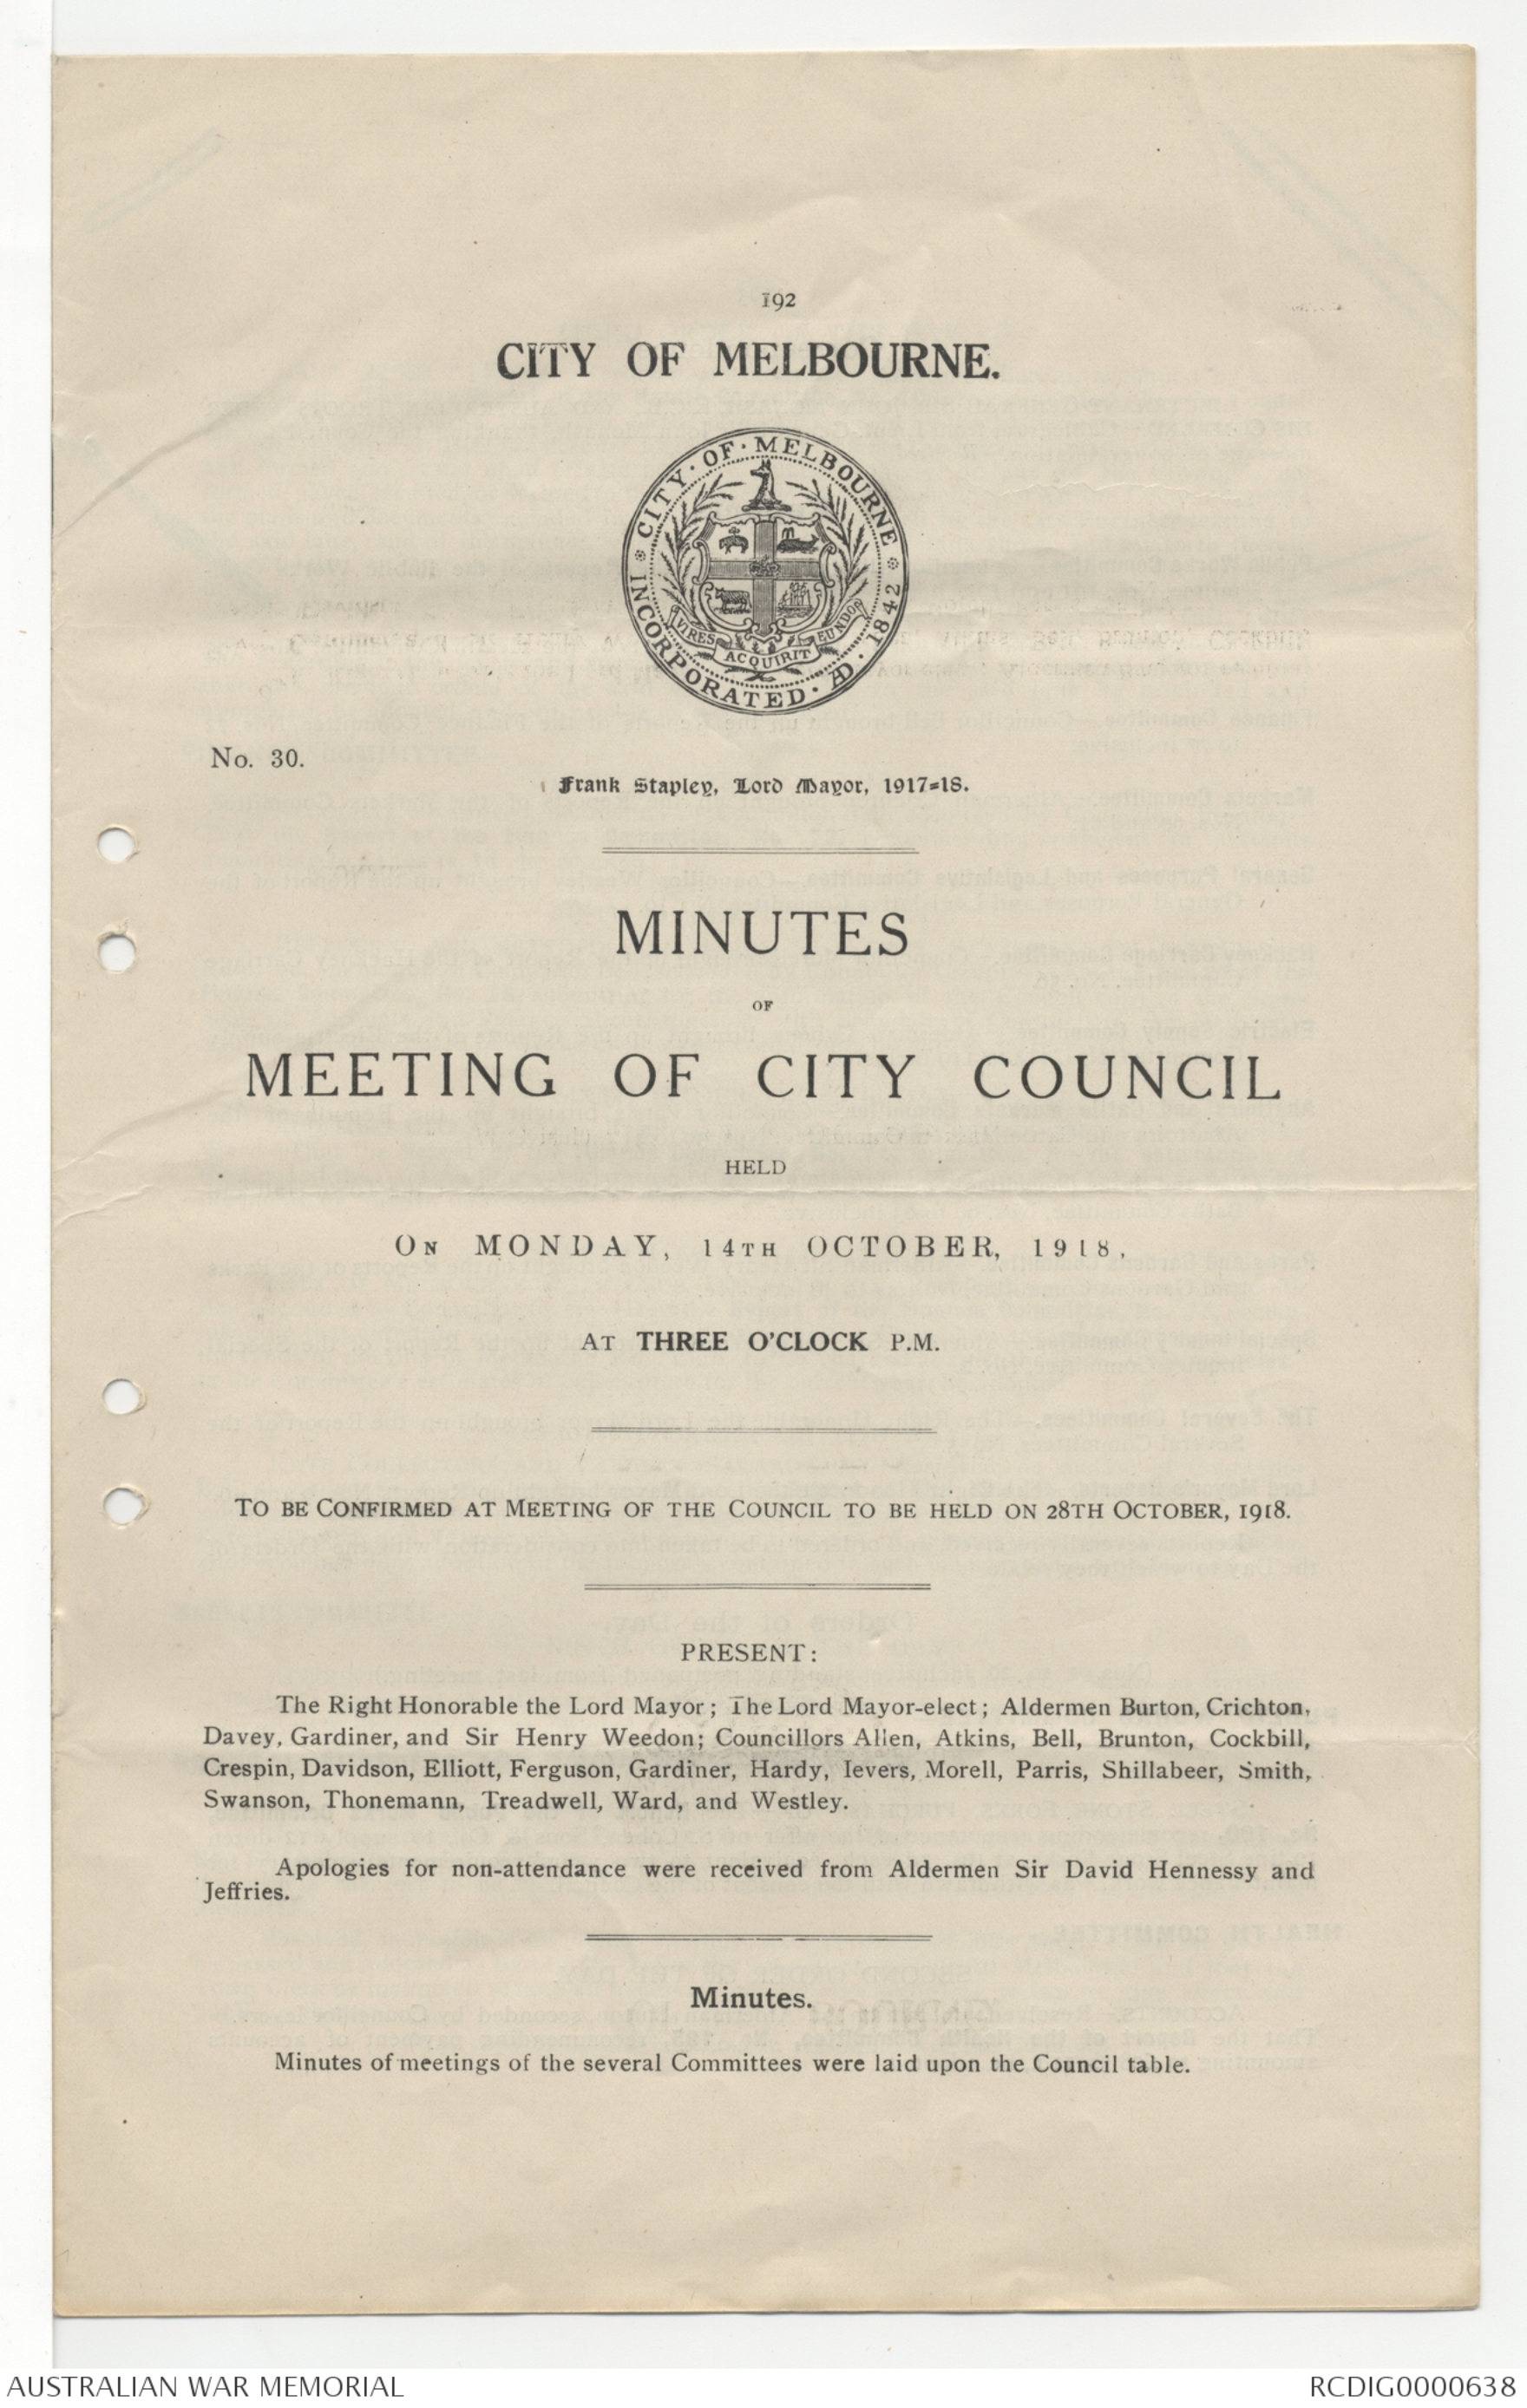 192
CITY OF MELBOURNE.
CITY · OF · MELBOURNE
INCORPORATED · AD · 1842
VIRES ACQUIRIT EUNDO
No. 30.
Frank Stapley, Lord Mayor, 1917=18.
MINUTES
OF
MEETING OF CITY COUNCIL
HELD
ON MONDAY, 14TH OCTOBER, 1918,
AT THREE O'CLOCK P.M.
TO BE CONFIRMED AT MEETING OF THE COUNCIL TO BE HELD ON 28TH OCTOBER, 1918.
PRESENT:
The Right Honorable the Lord Mayor; The Lord Mayor-elect; Aldermen Burton, Crichton,
Davey, Gardiner, and Sir Henry Weedon; Councillors Allen, Atkins, Bell, Brunton, Cockbill,
Crespin, Davidson, Elliott, Ferguson, Gardiner, Hardy, Ievers, Morell, Parris, Shillabeer, Smith,
Swanson, Thonemann, Treadwell, Ward, and Westley.
Apologies for non-attendance were received from Aldermen Sir David Hennessy and
Jeffries.
Minutes.
Minutes of meetings of the several Committees were laid upon the Council table.
AUSTRALIAN WAR MEMORIAL
RCDIG0000638